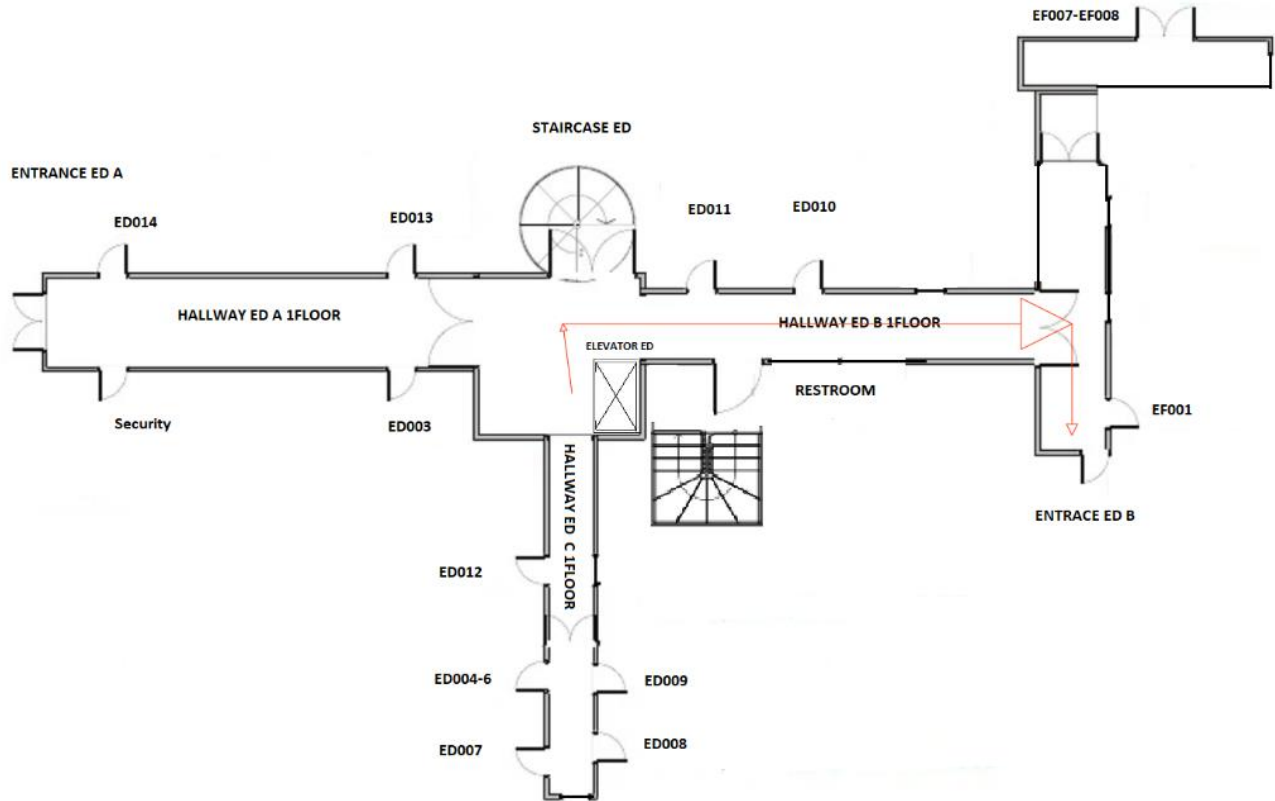 EF007-EF008
STAIRCASE ED
ENTRANCE ED A
ED014
ED013
ED011
ED010
HALLWAY ED A 1FLOOR
HALLWAY ED B 1FLOOR
ELEVATOR ED
RESTROOM
EF001
Security
ED003
HALLWAY ED C 1FLOOR
ENTRACE ED B
ED012
ED004-6
ED009
ED007
ED008